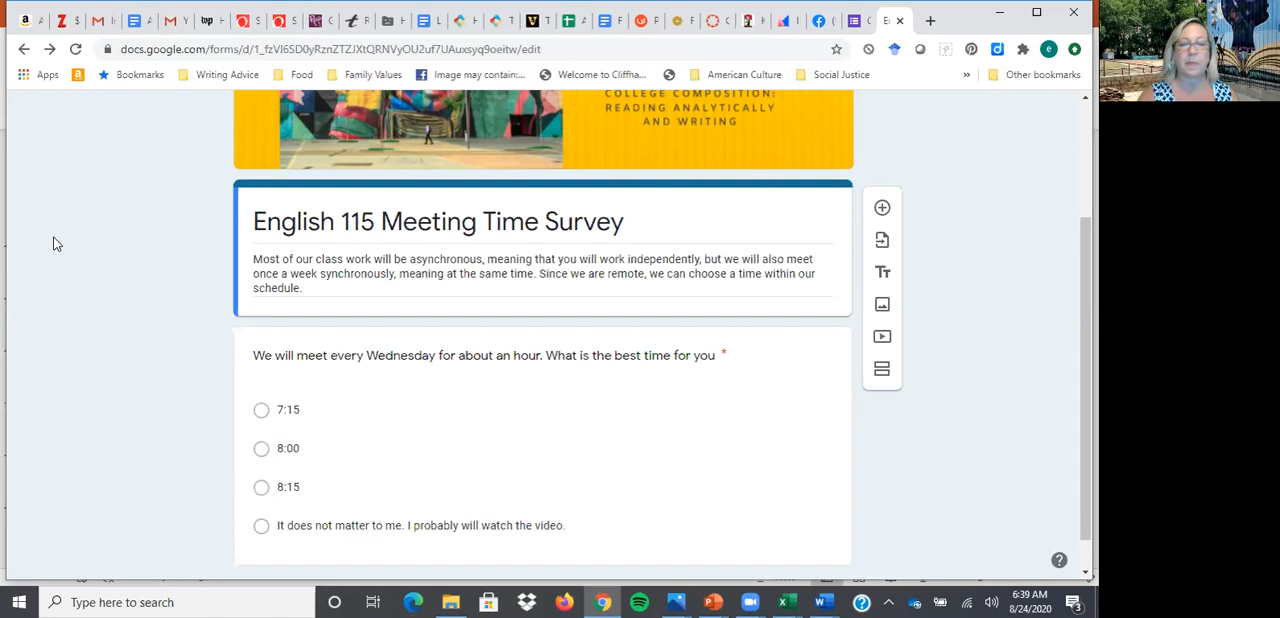 docs.google.com/forms/d/1_fzVI6SD0yRznZTZJXtQRNVyOU2uf7UAuxsyq9oeitw/edit
Apps
Bookmarks
Writing Advice
Food
Family Values
Image may contain:...
Welcome to Cliffha...
American Culture
Social Justice
»
Other bookmarks
COLLEGE COMPOSITION:
READING ANALYTICALLY
AND WRITING
English 115 Meeting Time Survey
Most of our class work will be asynchronous, meaning that you will work independently, but we will also meet
once a week synchronously, meaning at the same time. Since we are remote, we can choose a time within our
schedule.
We will meet every Wednesday for about an hour. What is the best time for you *
7:15
8:00
8:15
It does not matter to me. I probably will watch the video.
Type here to search
6:39 AM
8/24/2020